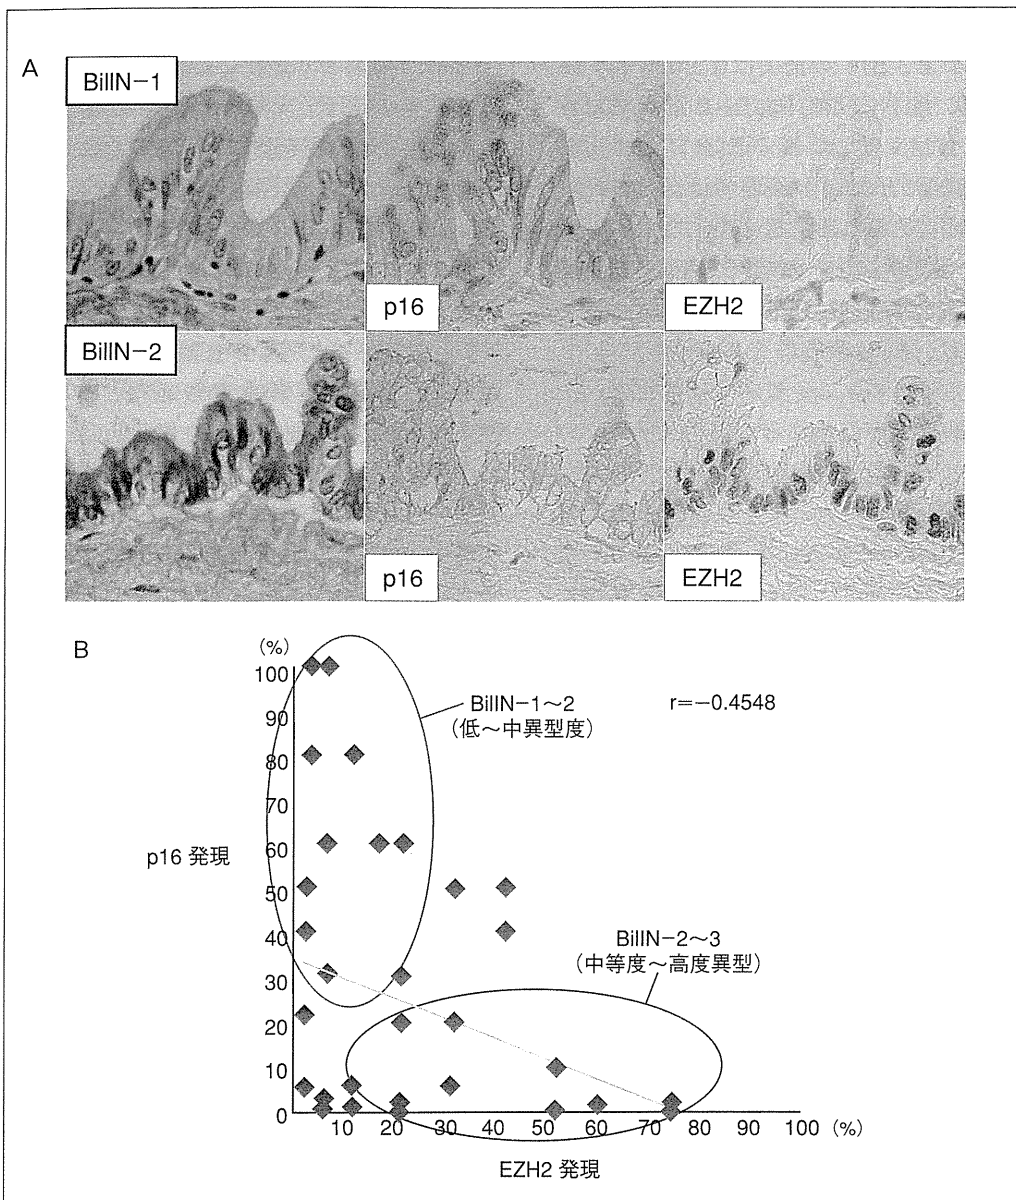 A
BilIN−1
p16
EZH2
BilIN−2
p16
EZH2
B
(%)
100
90
80
70
60
50
40
30
20
10
0
p16 発現
BilIN−1～2
(低～中異型度)
r=−0.4548
BilIN−2～3
(中等度～高度異型)
10 20 30 40 50 60 70 80 90 100 (%)
EZH2 発現